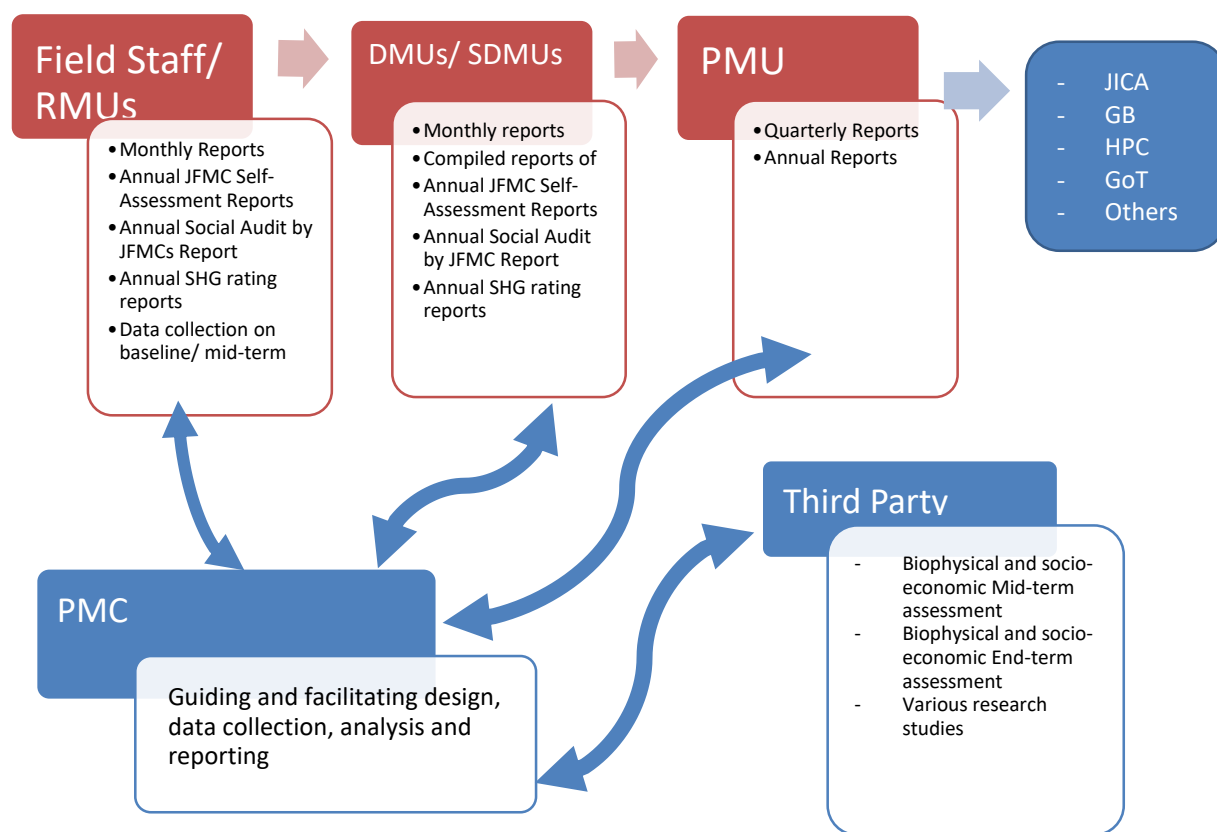 Field Staff/
RMUs
•Monthly Reports
•Annual JFMC Self-
Assessment Reports
•Annual Social Audit by
JFMCs Report
•Annual SHG rating
reports
•Data collection on
baseline/ mid-term
DMUs/ SDMUs
•Monthly reports
•Compiled reports of
•Annual JFMC Self-
Assessment Reports
•Annual Social Audit
by JFMC Report
•Annual SHG rating
reports
PMU
•Quarterly Reports
•Annual Reports
- JICA
- GB
- HPC
- GoT
- Others
PMC
Guiding and facilitating design,
data collection, analysis and
reporting
Third Party
- Biophysical and socio-
economic Mid-term
assessment
- Biophysical and socio-
economic End-term
assessment
- Various research
studies